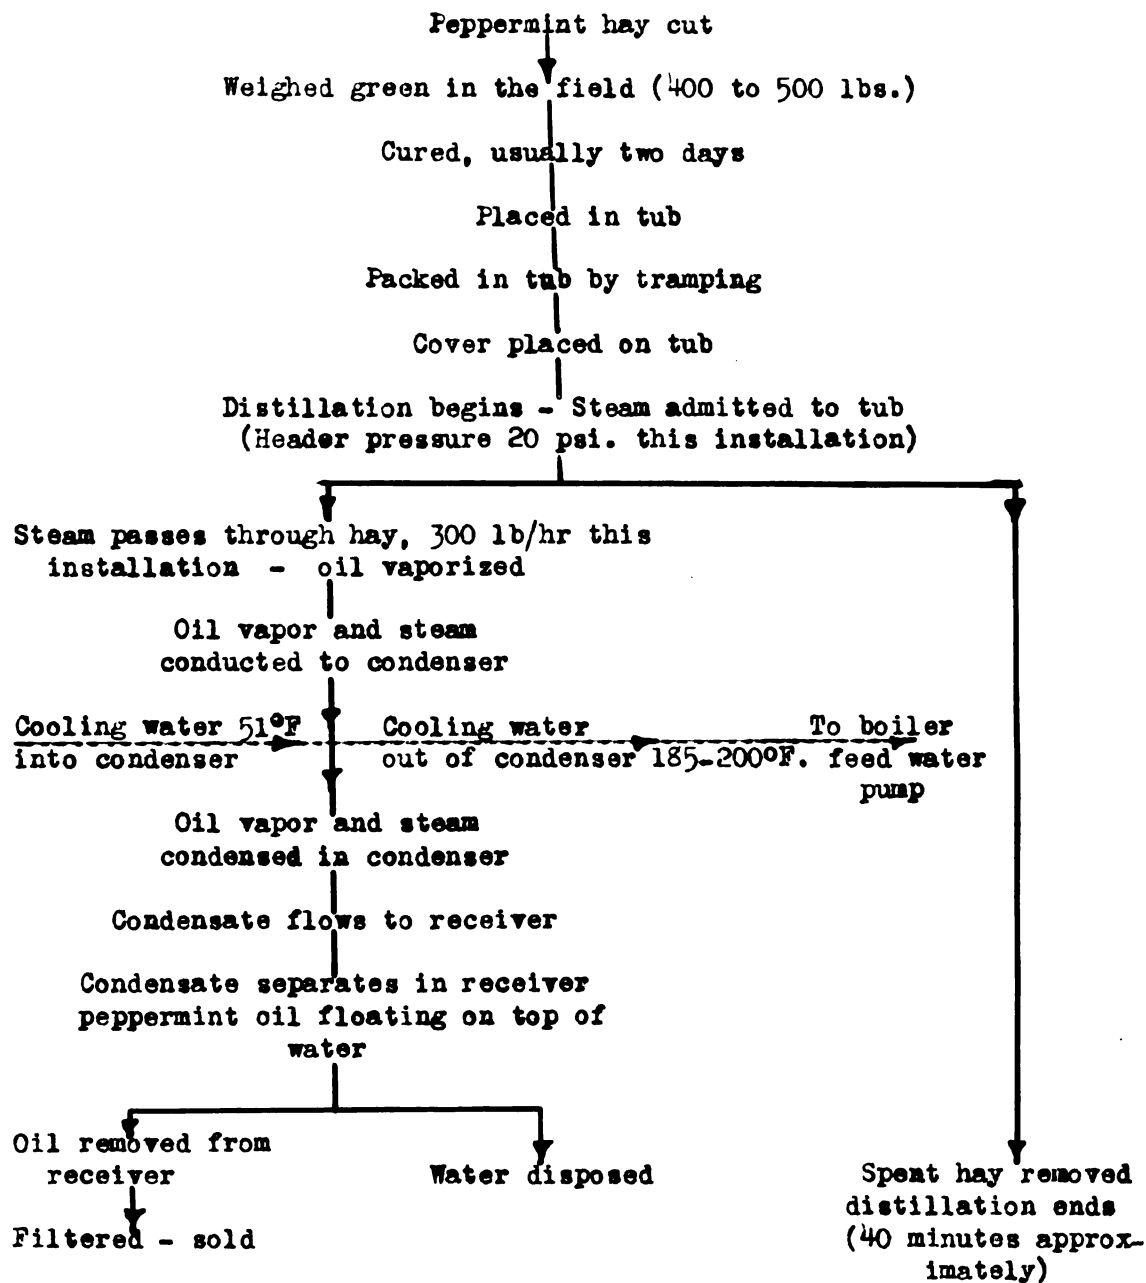 Peppermint hay cut
Weighed green in the field (400 to 500 lbs.)
Cured, usually two days
Placed in tub
Packed in tub by tramping
Cover placed on tub
Distillation begins - Steam admitted to tub
(Header pressure 20 psi. this installation)
Steam passes through hay, 300 lb/hr this
installation - oil vaporized
Oil vapor and steam
conducted to condenser
Cooling water 51°F
into condenser
Cooling water
out of condenser 185-200°F.
To boiler
feed water
pump
Oil vapor and steam
condensed in condenser
Condensate flows to receiver
Condensate separates in receiver
peppermint oil floating on top of
water
Oil removed from
receiver
Filtered - sold
Water disposed
Spent hay removed
distillation ends
(40 minutes approx-
imately)